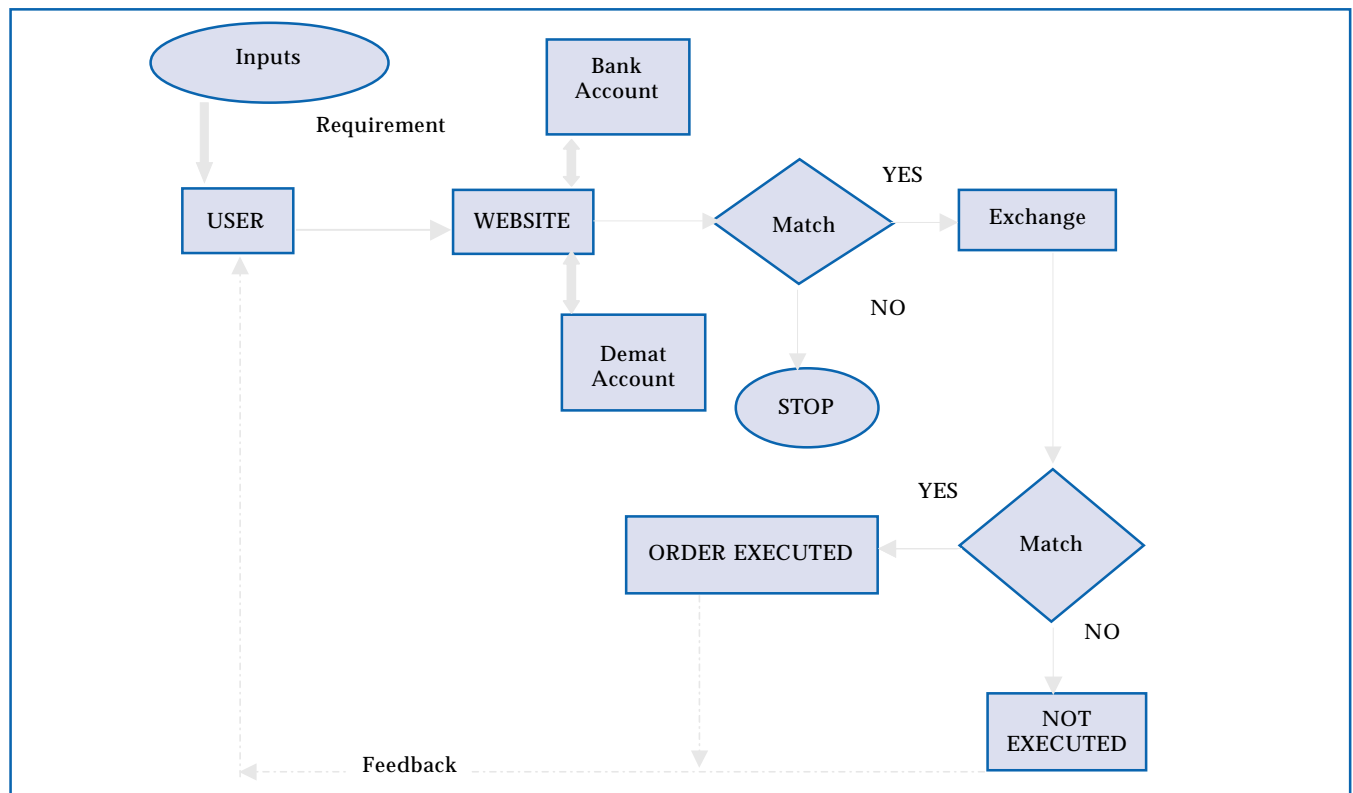 Inputs
Bank
Account
Requirement
YES
USER
WEBSITE
Match
Exchange
NO
Demat
Account
STOP
YES
ORDER EXECUTED
Match
NO
NOT
EXECUTED
Feedback